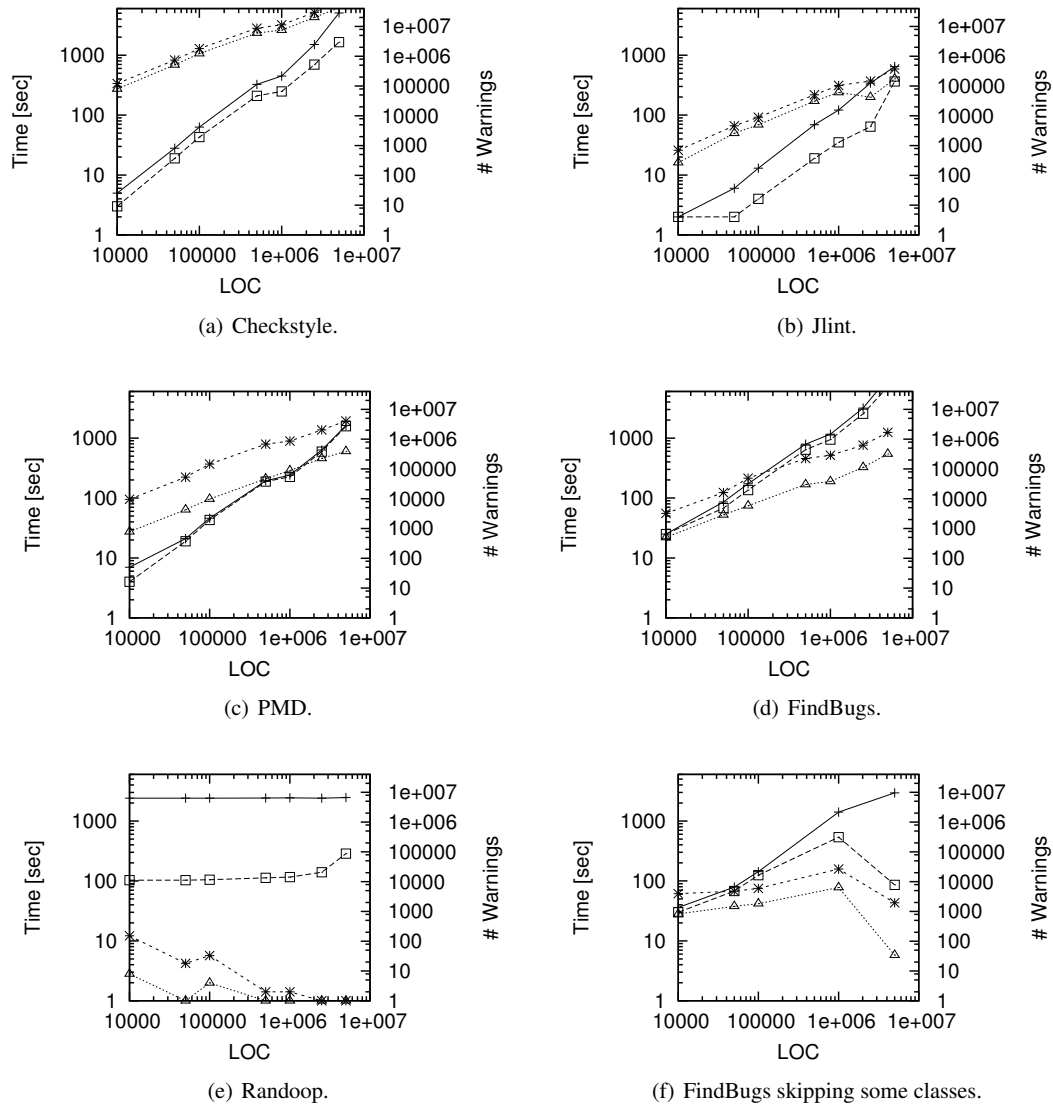 1000
100
10
1
Time [sec]
10000 100000 1e+006 1e+007
LOC
1e+007
1e+006
100000
10000
1000
100
10
1
# Warnings
(a) Checkstyle.
1000
100
10
1
Time [sec]
10000 100000 1e+006 1e+007
LOC
1e+007
1e+006
100000
10000
1000
100
10
1
# Warnings
(b) Jlint.
1000
100
10
1
Time [sec]
10000 100000 1e+006 1e+007
LOC
1e+007
1e+006
100000
10000
1000
100
10
1
# Warnings
(c) PMD.
1000
100
10
1
Time [sec]
10000 100000 1e+006 1e+007
LOC
1e+007
1e+006
100000
10000
1000
100
10
1
# Warnings
(d) FindBugs.
1000
100
10
1
Time [sec]
10000 100000 1e+006 1e+007
LOC
1e+007
1e+006
100000
10000
1000
100
10
1
# Warnings
(e) Randoop.
1000
100
10
1
Time [sec]
10000 100000 1e+006 1e+007
LOC
1e+007
1e+006
100000
10000
1000
100
10
1
# Warnings
(f) FindBugs skipping some classes.